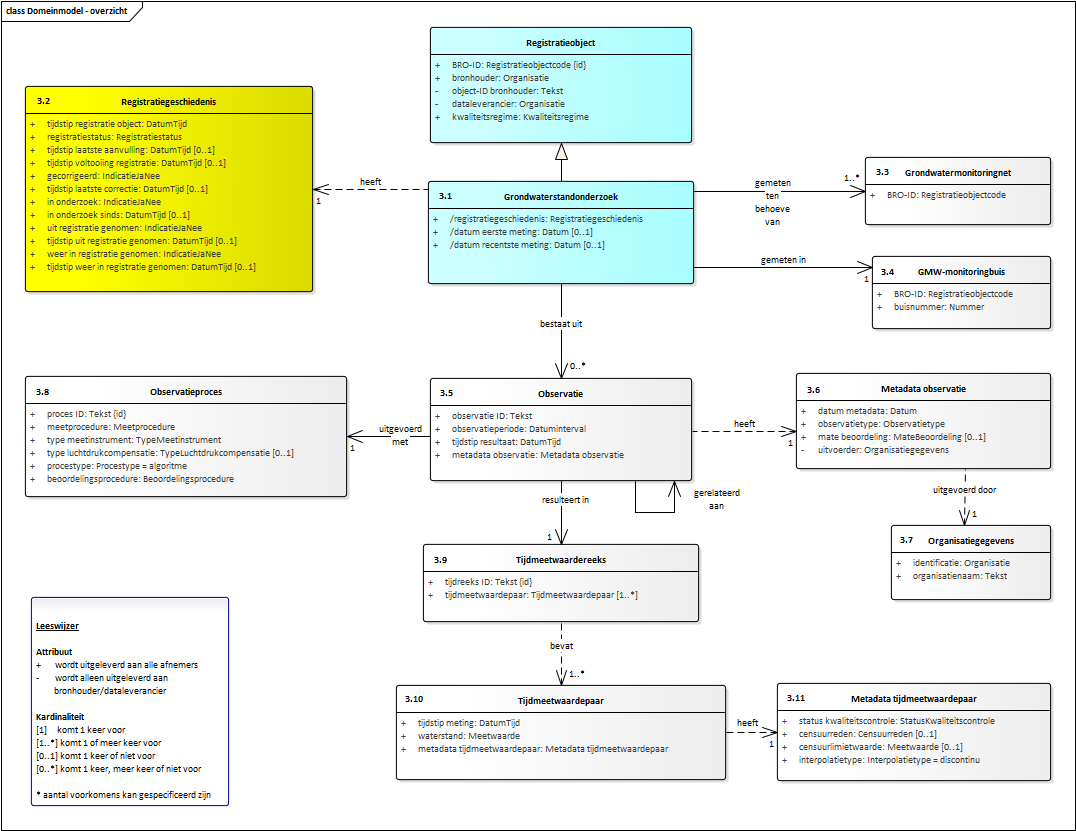 class Domeinmodel - overzicht
Registratieobject
+ BRO-ID: Registratieobjectcode {id}
+ bronhouder: Organisatie
- object-ID bronhouder: Tekst
- dataleverancier: Organisatie
+ kwaliteitsregime: Kwaliteitsregime
3.2 Registratiegeschiedenis
+ tijdstip registratie object: DatumTijd
+ registratiestatus: Registratiestatus
+ tijdstip laatste aanvulling: DatumTijd [0..1]
+ tijdstip voltooiing registratie: DatumTijd [0..1]
+ gecorrigeerd: IndicatieJaNee
+ tijdstip laatste correctie: DatumTijd [0..1]
+ in onderzoek: IndicatieJaNee
+ in onderzoek sinds: DatumTijd [0..1]
+ uit registratie genomen: IndicatieJaNee
+ tijdstip uit registratie genomen: DatumTijd [0..1]
+ weer in registratie genomen: IndicatieJaNee
+ tijdstip weer in registratie genomen: DatumTijd [0..1]
heeft
1
3.1 Grondwaterstandonderzoek
+ /registratiegeschiedenis: Registratiegeschiedenis
+ /datum eerste meting: Datum [0..1]
+ /datum recentste meting: Datum [0..1]
gemeten
ten
behoeve
van
1..*
3.3 Grondwatermonitoringnet
+ BRO-ID: Registratieobjectcode
gemeten in
1
3.4 GMW-monitoringbuis
+ BRO-ID: Registratieobjectcode
+ buisnummer: Nummer
bestaat uit
0..*
3.8 Observatieproces
+ proces ID: Tekst {id}
+ meetprocedure: Meetprocedure
+ type meetinstrument: TypeMeetinstrument
+ type luchtdrukcompensatie: TypeLuchtdrukcompensatie [0..1]
+ procestype: Procestype = algoritme
+ beoordelingsprocedure: Beoordelingsprocedure
uitgevoerd
met
1
3.5 Observatie
+ observatie ID: Tekst
+ observatieperiode: Datuminterval
+ tijdstip resultaat: DatumTijd
+ metadata observatie: Metadata observatie
heeft
1
3.6 Metadata observatie
+ datum metadata: Datum
+ observatietype: Observatietype
+ mate beoordeling: MateBeoordeling [0..1]
- uitvoerder: Organisatiegegevens
uitgevoerd door
1
3.7 Organisatiegegevens
+ identificatie: Organisatie
+ organisatienaam: Tekst
gerelateerd
aan
resulteert in
1
3.9 Tijdmeetwaardereeks
+ tijdreeks ID: Tekst {id}
+ tijdmeetwaardepaar: Tijdmeetwaardepaar [1..*]
bevat
1..*
3.10 Tijdmeetwaardepaar
+ tijdstip meting: DatumTijd
+ waterstand: Meetwaarde
+ metadata tijdmeetwaardepaar: Metadata tijdmeetwaardepaar
heeft
1
3.11 Metadata tijdmeetwaardepaar
+ status kwaliteitscontrole: StatusKwaliteitscontrole
+ censuurreden: Censuurreden [0..1]
+ censuurlimietwaarde: Meetwaarde [0..1]
+ interpolatietype: Interpolatietype = discontinu
Leeswijzer
Attribuut
+ wordt uitgeleverd aan alle afnemers
- wordt alleen uitgeleverd aan
bronhouder/dataleverancier
Kardinaliteit
[1] komt 1 keer voor
[1..*] komt 1 of meer keer voor
[0..1] komt 1 keer of niet voor
[0..*] komt 1 keer, meer keer of niet voor
* aantal voorkomens kan gespecificeerd zijn